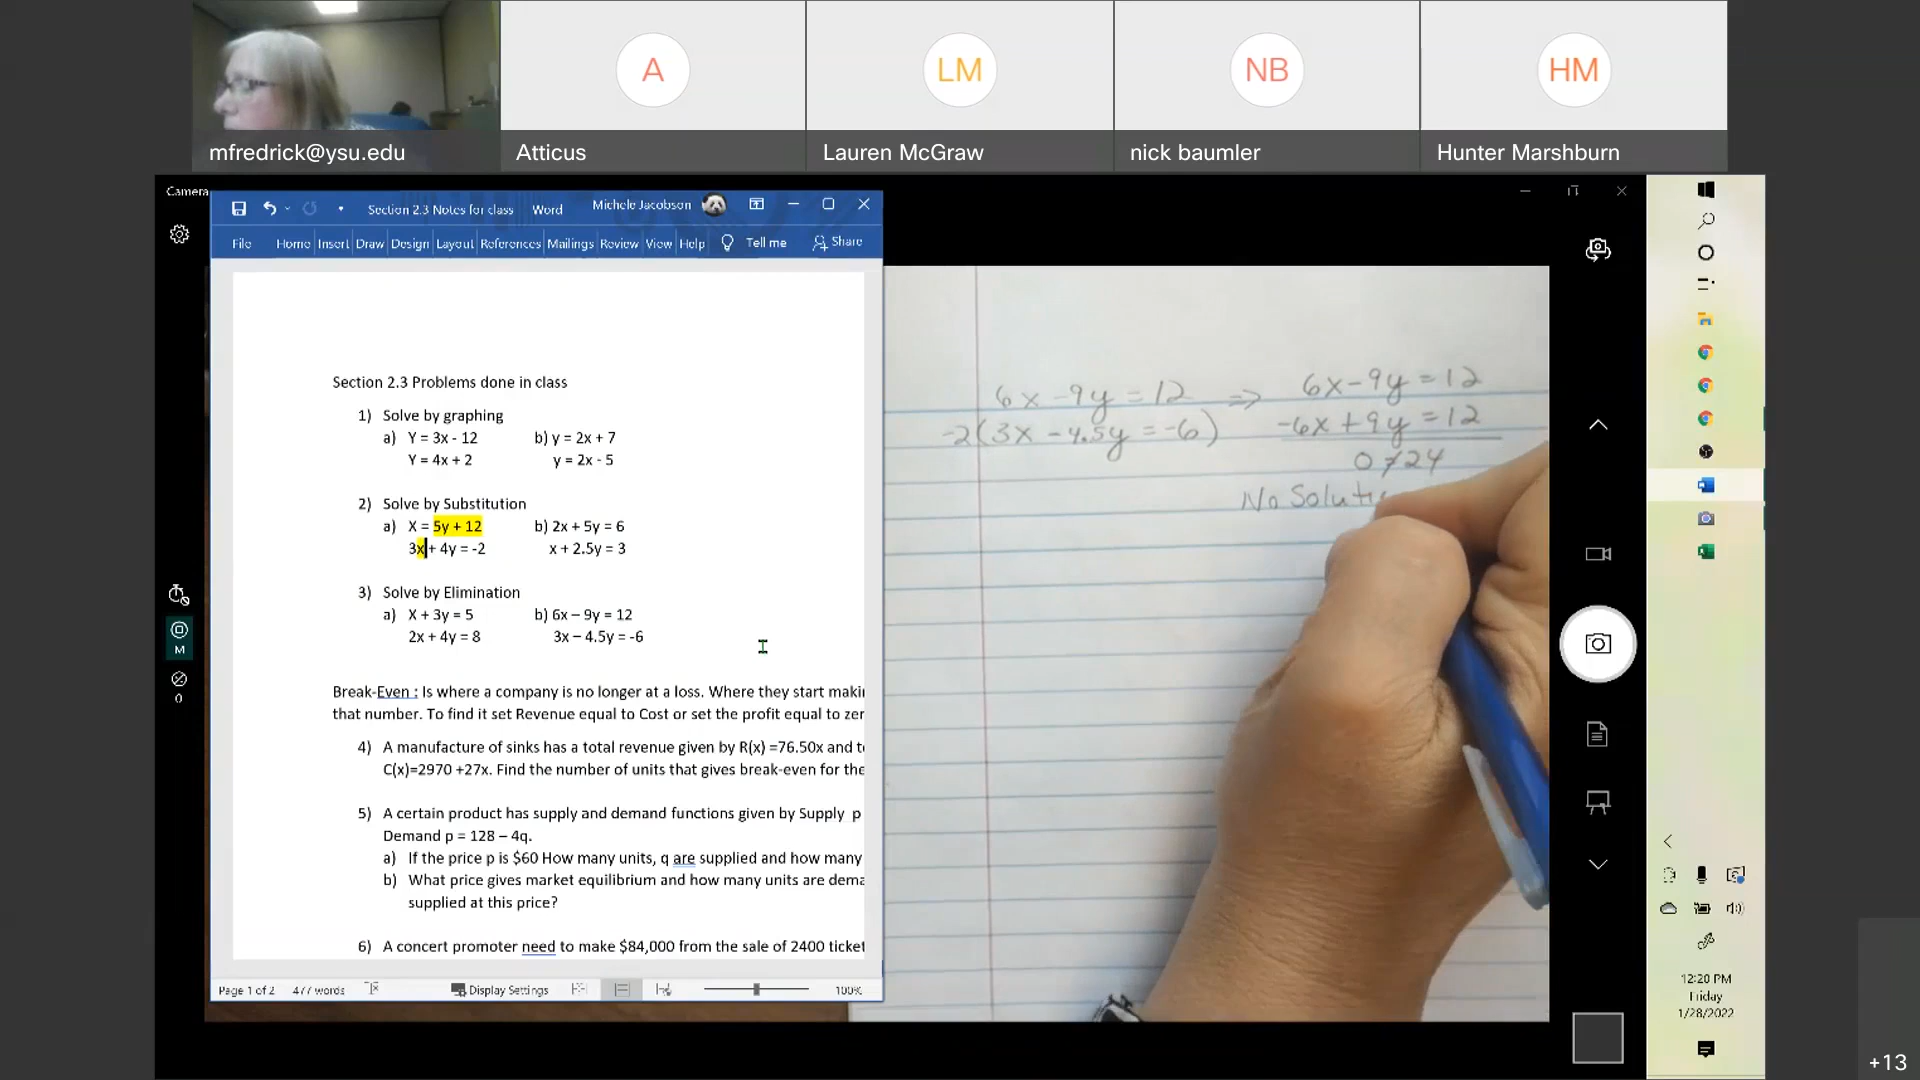 A
LM
NB
HM
mfredrick@ysu.edu
Atticus
Lauren McGraw
nick baumler
Hunter Marshburn
Camera
Section 2.3 Notes for class Word
Michele Jacobson
File Home Insert Draw Design Layout References Mailings Review View Help Tell me Share
Section 2.3 Problems done in class
1) Solve by graphing
a) Y = 3x - 12 b) y = 2x + 7
Y = 4x + 2 y = 2x - 5
2) Solve by Substitution
a) X = 5y + 12 b) 2x + 5y = 6
3x + 4y = -2 x + 2.5y = 3
3) Solve by Elimination
a) X + 3y = 5 b) 6x – 9y = 12
2x + 4y = 8 3x – 4.5y = -6
Break-Even : Is where a company is no longer at a loss. Where they start maki
that number. To find it set Revenue equal to Cost or set the profit equal to ze
4) A manufacture of sinks has a total revenue given by R(x) =76.50x and t
C(x)=2970 +27x. Find the number of units that gives break-even for the
5) A certain product has supply and demand functions given by Supply p
Demand p = 128 – 4q.
a) If the price p is $60 How many units, q are supplied and how many
b) What price gives market equilibrium and how many units are dema
supplied at this price?
6) A concert promoter need to make $84,000 from the sale of 2400 ticket
Page 1 of 2 477 words Display Settings 100%
6x - 9y = 12 ⇒ 6x - 9y = 12
-2(3x - 4.5y = -6) -6x + 9y = 12
0 ≠ 24
No Soluti
M
0
12:20 PM
Friday
1/28/2022
+13